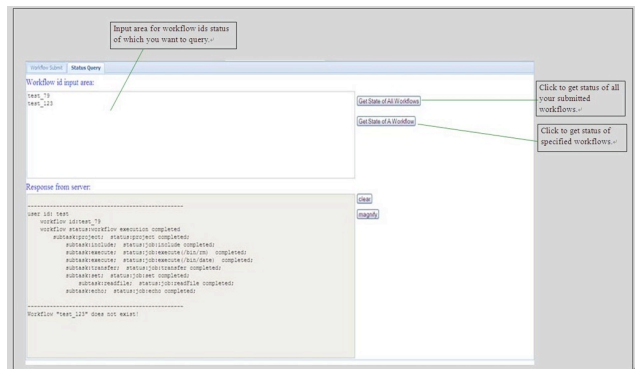 Input area for workflow ids status
of which you want to query.↵
Workflow Submit Status Query
Workflow id input area:
test_79
test_123
Get State of All Workflows
Get State of A Workflow
Click to get status of all
your submitted
workflows.↵
Click to get status of
specified workflows.↵
Response from server:
clear
magnify
------------------------------------------------
user id: test
workflow id:test_79
workflow status:workflow execution completed
subtask:project; status:project completed;
subtask:include; status:job:include completed;
subtask:execute; status:job:execute(/bin/rm) completed;
subtask:execute; status:job:execute(/bin/date) completed;
subtask:transfer; status:job:transfer completed;
subtask:set; status:job:set completed;
subtask:readfile; status:job:readfile completed;
subtask:echo; status:job:echo completed;
------------------------------------------------
Workflow "test_123" does not exist!